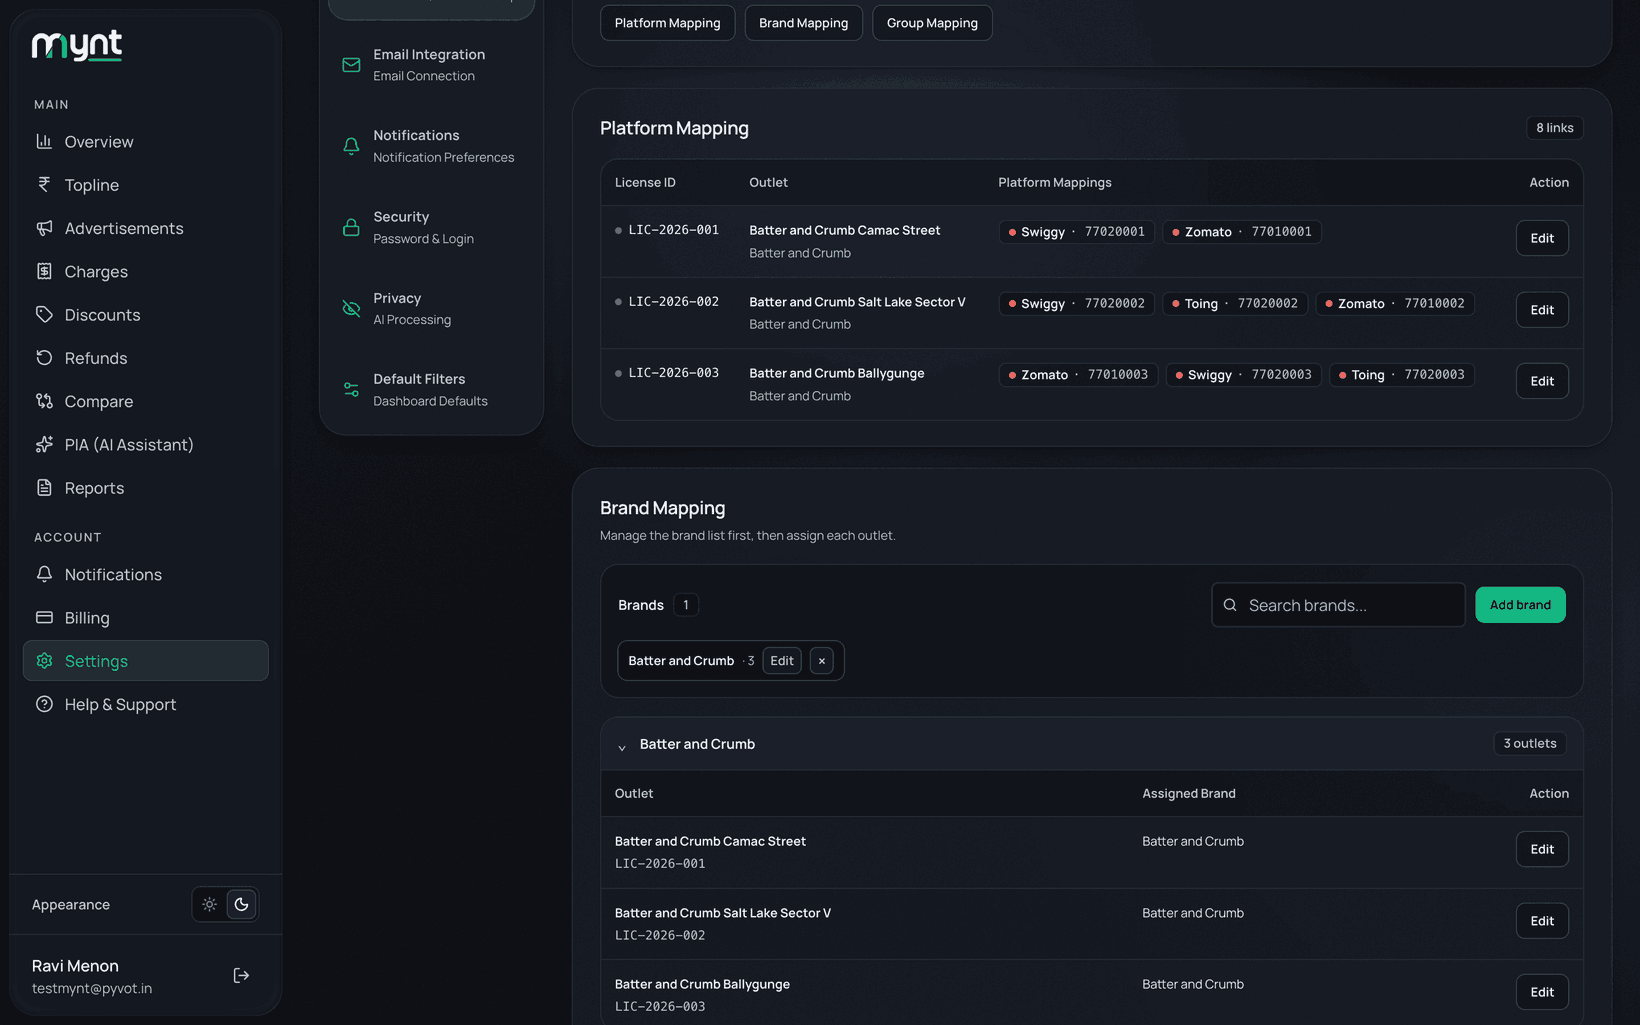 mynt
MAIN
Overview
Topline
Advertisements
Charges
Discounts
Refunds
Compare
PIA (AI Assistant)
Reports
ACCOUNT
Notifications
Billing
Settings
Help & Support
Appearance
Ravi Menon
testmynt@pyvot.in
Email Integration
Email Connection
Notifications
Notification Preferences
Security
Password & Login
Privacy
AI Processing
Default Filters
Dashboard Defaults
Platform Mapping Brand Mapping Group Mapping
Platform Mapping 8 links
License ID Outlet Platform Mappings Action
LIC-2026-001 Batter and Crumb Camac Street Swiggy · 77020001 Zomato · 77010001 Edit
Batter and Crumb
LIC-2026-002 Batter and Crumb Salt Lake Sector V Swiggy · 77020002 Toing · 77020002 Zomato · 77010002 Edit
Batter and Crumb
LIC-2026-003 Batter and Crumb Ballygunge Zomato · 77010003 Swiggy · 77020003 Toing · 77020003 Edit
Batter and Crumb
Brand Mapping
Manage the brand list first, then assign each outlet.
Brands 1 Search brands... Add brand
Batter and Crumb · 3 Edit ×
Batter and Crumb 3 outlets
Outlet Assigned Brand Action
Batter and Crumb Camac Street Batter and Crumb Edit
LIC-2026-001
Batter and Crumb Salt Lake Sector V Batter and Crumb Edit
LIC-2026-002
Batter and Crumb Ballygunge Batter and Crumb Edit
LIC-2026-003